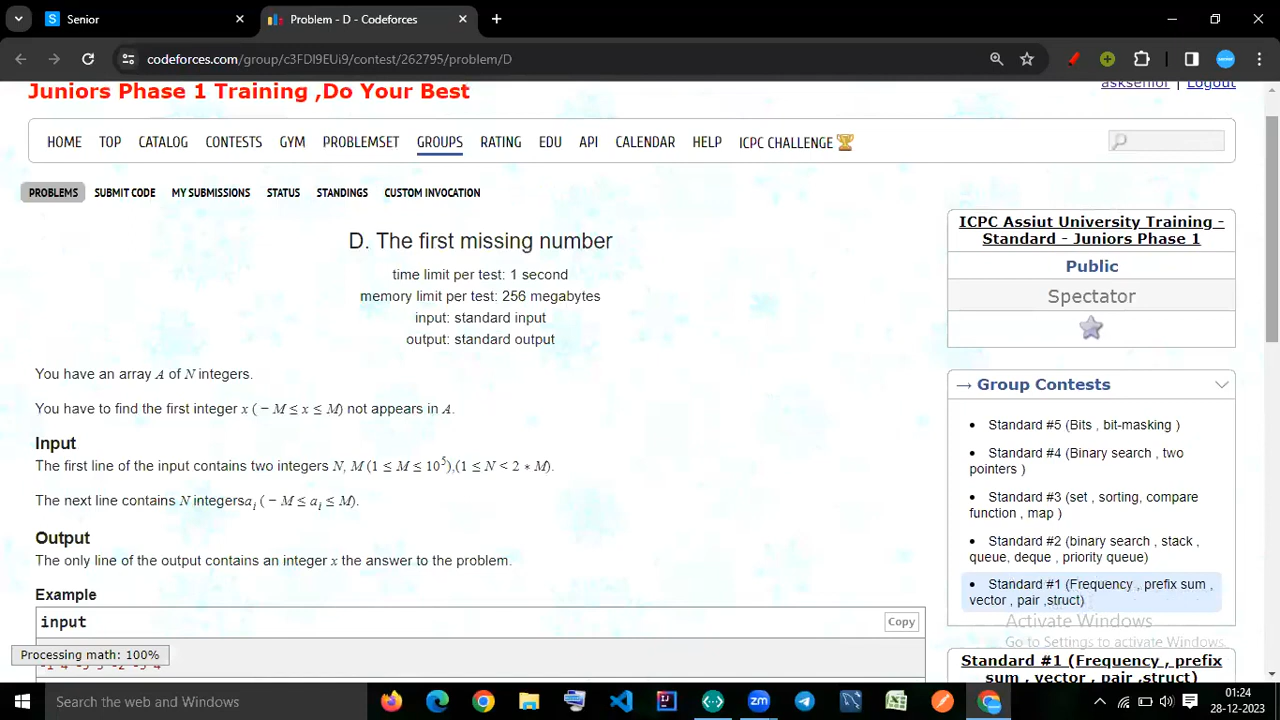 Senior
Problem - D - Codeforces
codeforces.com/group/c3FDI9EUi9/contest/262795/problem/D
Juniors Phase 1 Training ,Do Your Best
asksenior | Logout
HOME TOP CATALOG CONTESTS GYM PROBLEMSET GROUPS RATING EDU API CALENDAR HELP ICPC CHALLENGE
PROBLEMS SUBMIT CODE MY SUBMISSIONS STATUS STANDINGS CUSTOM INVOCATION
D. The first missing number
time limit per test: 1 second
memory limit per test: 256 megabytes
input: standard input
output: standard output
You have an array A of N integers.
You have to find the first integer x ( − M ≤ x ≤ M) not appears in A.
Input
The first line of the input contains two integers N, M (1 ≤ M ≤ 10^5),(1 ≤ N < 2 ∗ M).
The next line contains N integersa_i ( − M ≤ a_i ≤ M).
Output
The only line of the output contains an integer x the answer to the problem.
Example
input
Copy
Processing math: 100%
ICPC Assiut University Training -
Standard - Juniors Phase 1
Public
Spectator
→ Group Contests
Standard #5 (Bits , bit-masking )
Standard #4 (Binary search , two
pointers )
Standard #3 (set , sorting, compare
function , map )
Standard #2 (binary search , stack ,
queue, deque , priority queue)
Standard #1 (Frequency , prefix sum ,
vector , pair ,struct)
Activate Windows
Go to Settings to activate Windows.
Standard #1 (Frequency , prefix
sum , vector , pair ,struct)
Search the web and Windows
01:24
28-12-2023